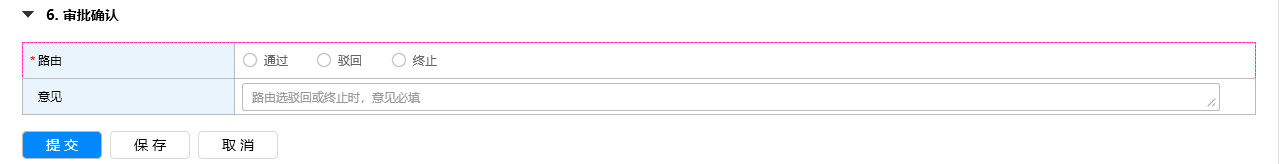 6. 审批确认
* 路由 通过 驳回 终止
意见 路由选驳回或终止时，意见必填
提交 保存 取消